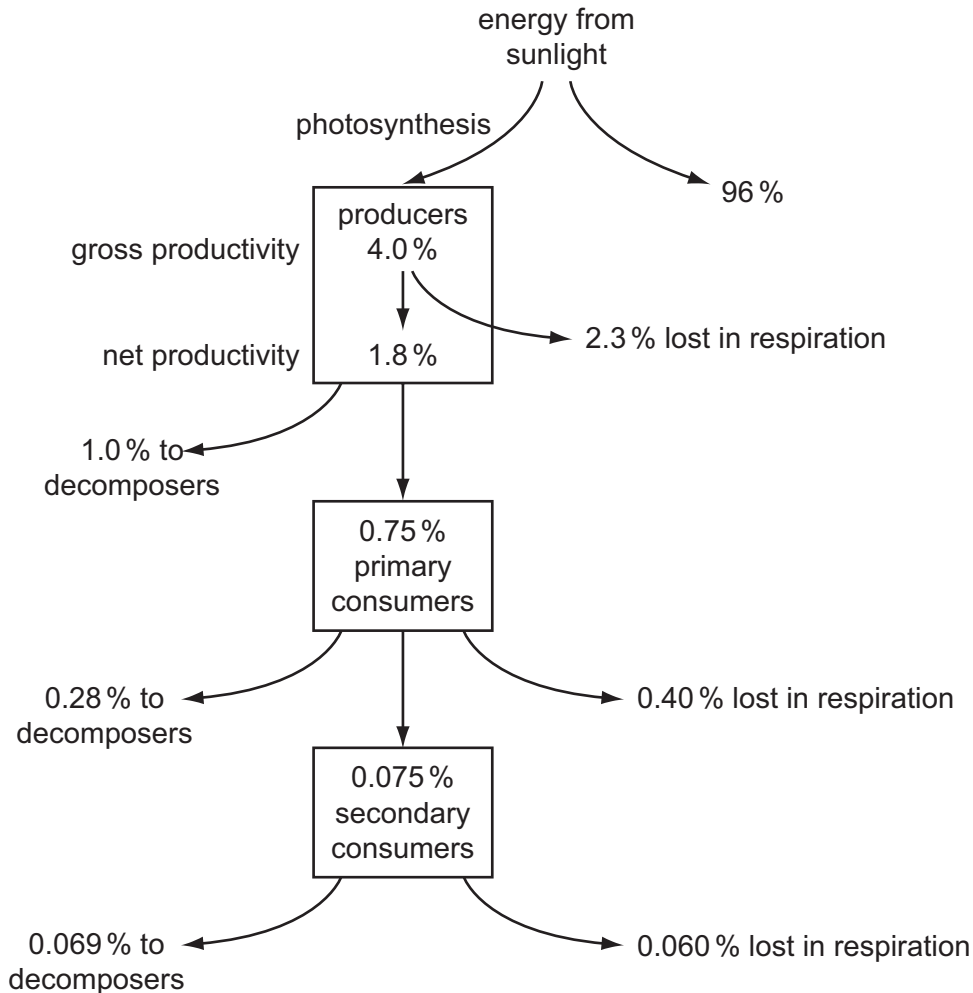 energy from
sunlight
photosynthesis
96 %
producers
gross productivity
4.0 %
2.3 % lost in respiration
net productivity
1.8 %
1.0 % to
decomposers
0.75 %
primary
consumers
0.28 % to
decomposers
0.40 % lost in respiration
0.075 %
secondary
consumers
0.069 % to
decomposers
0.060 % lost in respiration